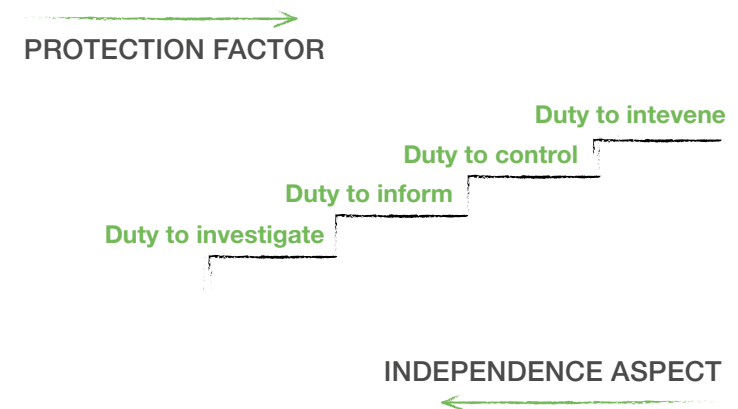 PROTECTION FACTOR
Duty to intevene
Duty to control
Duty to inform
Duty to investigate
INDEPENDENCE ASPECT